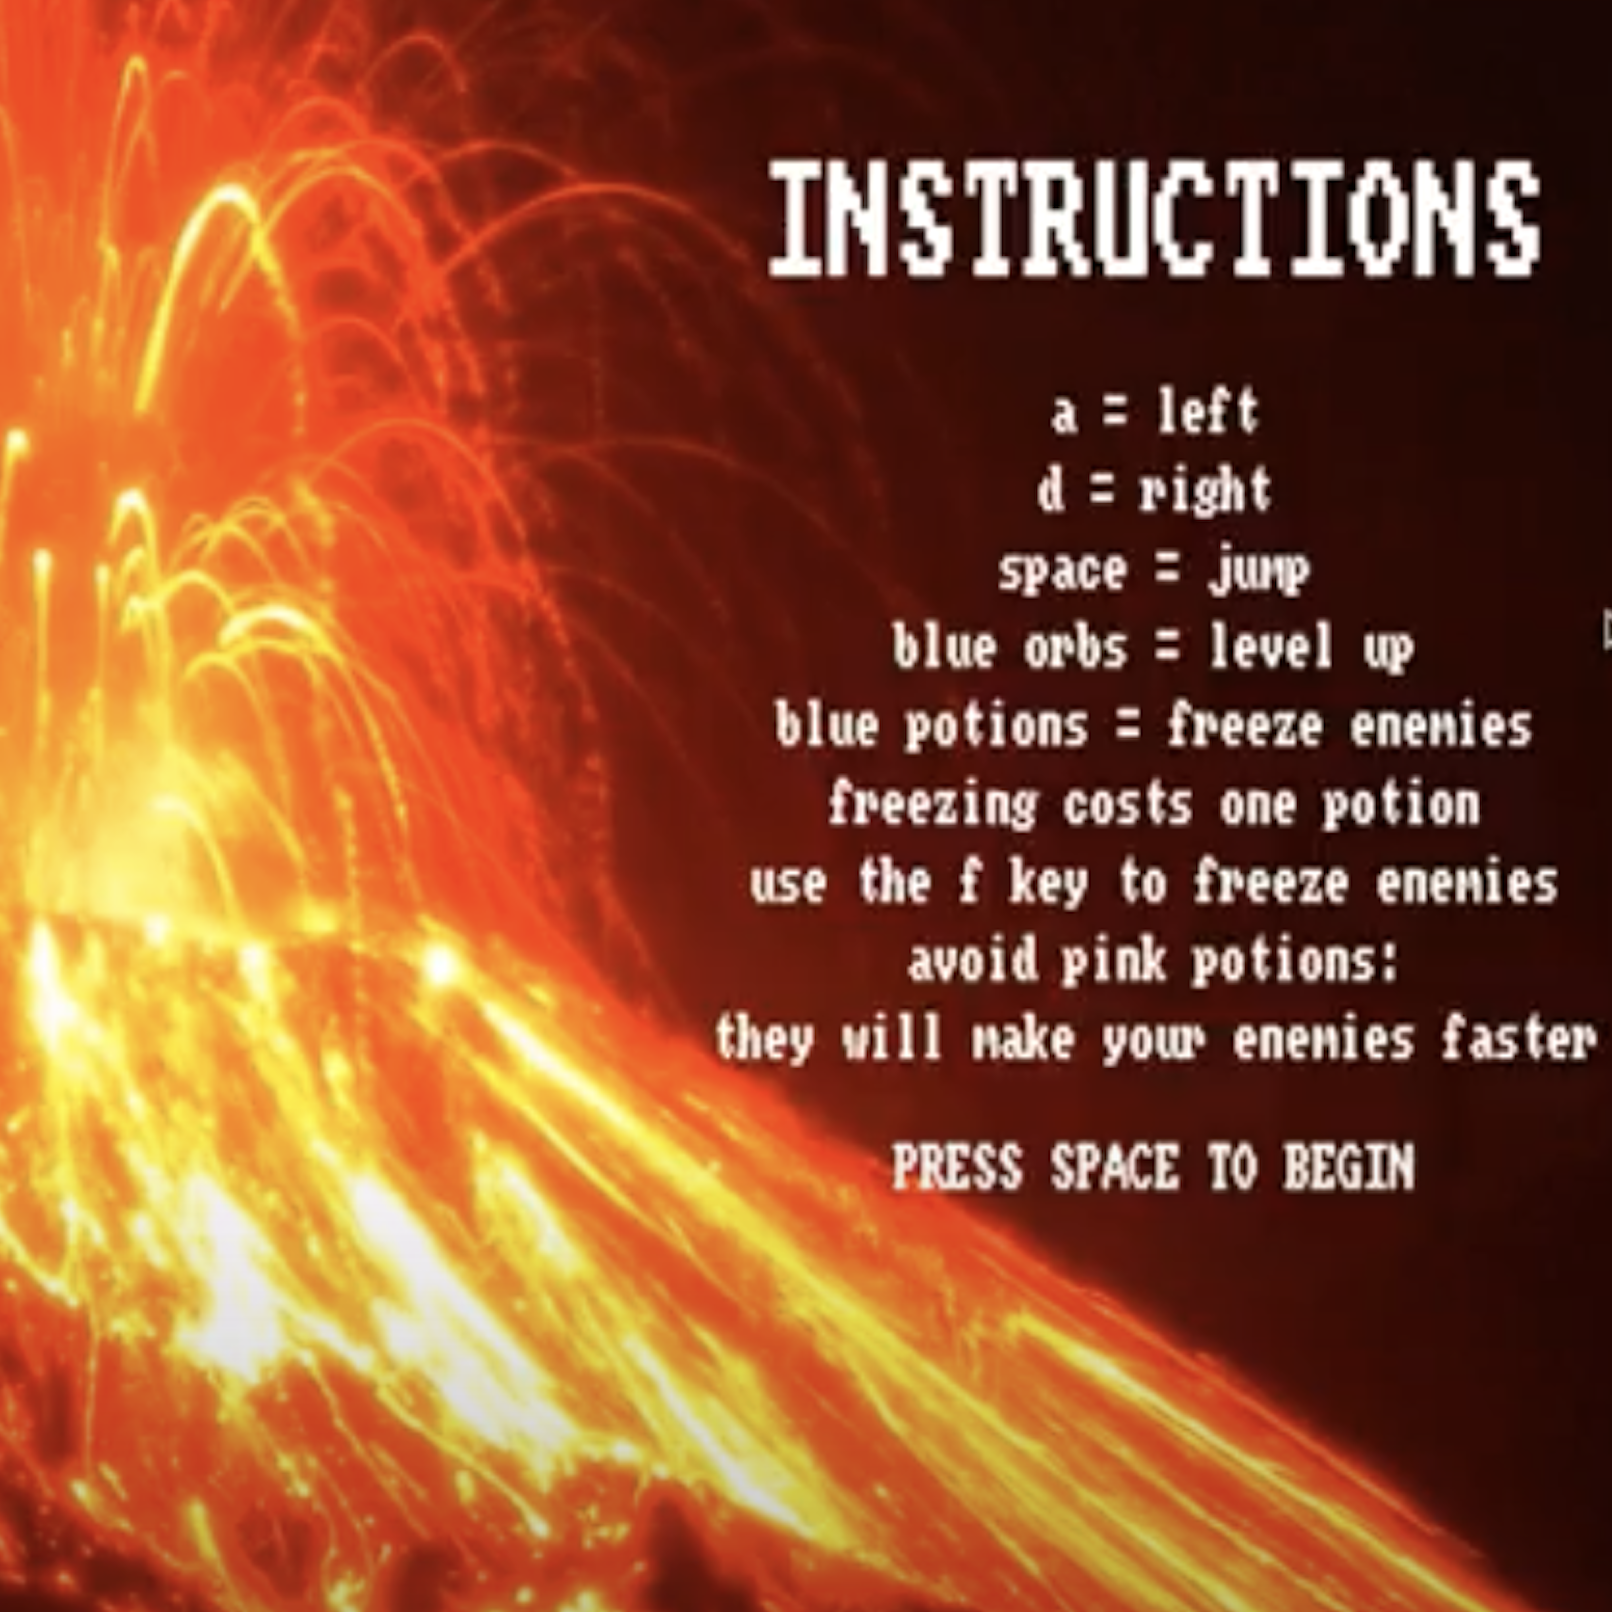 INSTRUCTIONS
a = left
d = right
space = jump
blue orbs = level up
blue potions = freeze enemies
freezing costs one potion
use the f key to freeze enemies
avoid pink potions:
they will make your enemies faster
PRESS SPACE TO BEGIN